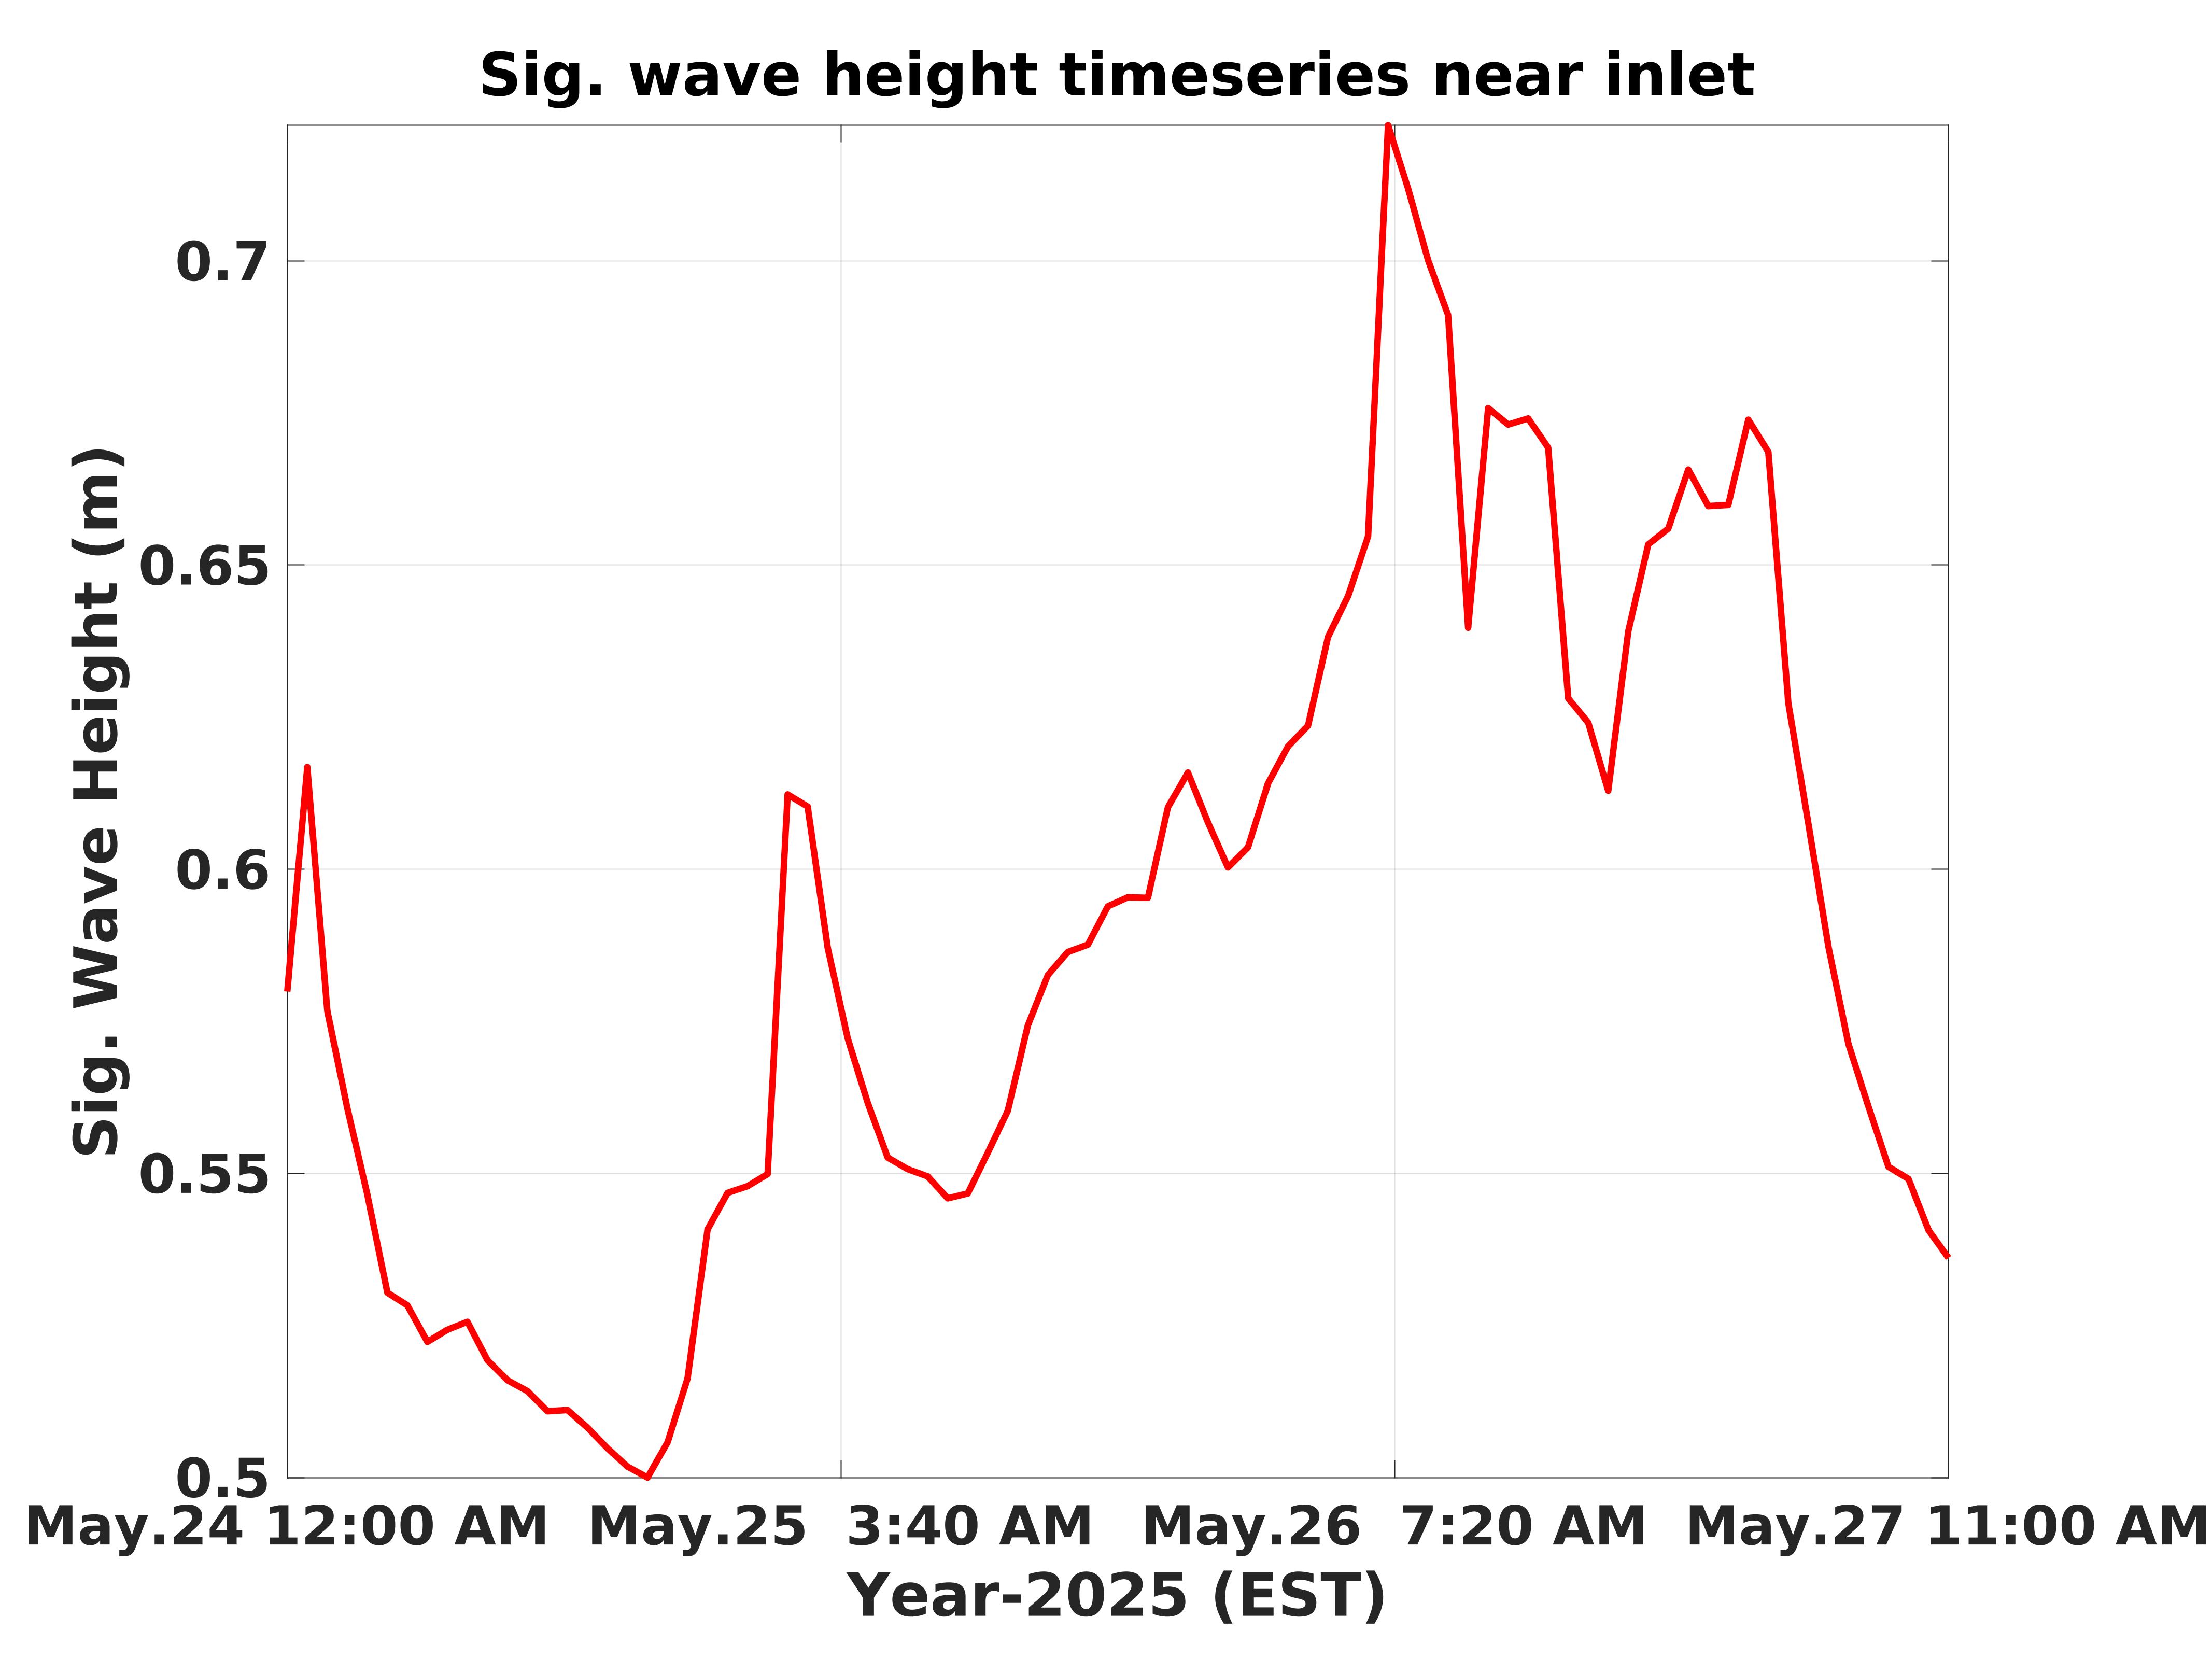 Sig. wave height timeseries near inlet
Sig. Wave Height (m)
0.7
0.65
0.6
0.55
0.5
May.24 12:00 AM May.25 3:40 AM May.26 7:20 AM May.27 11:00 AM
Year-2025 (EST)